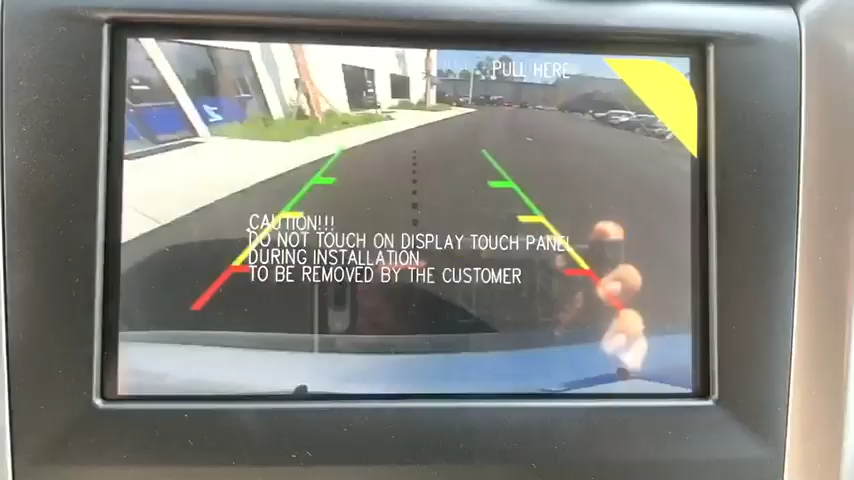 PULL HERE
CAUTION!!!
DO NOT TOUCH ON DISPLAY TOUCH PANEL
DURING INSTALLATION
TO BE REMOVED BY THE CUSTOMER